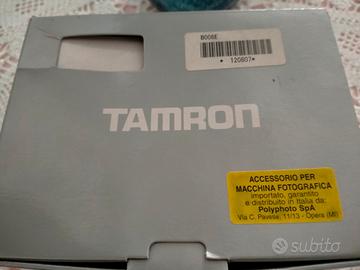 B008E
* 120807*
TAMRON
ACCESSORIO PER
MACCHINA FOTOGRAFICA
importato, garantito
e distribuito in Italia da:
Polyphoto SpA
Via C. Pavese, 11/13 - Opera (MI)
subito